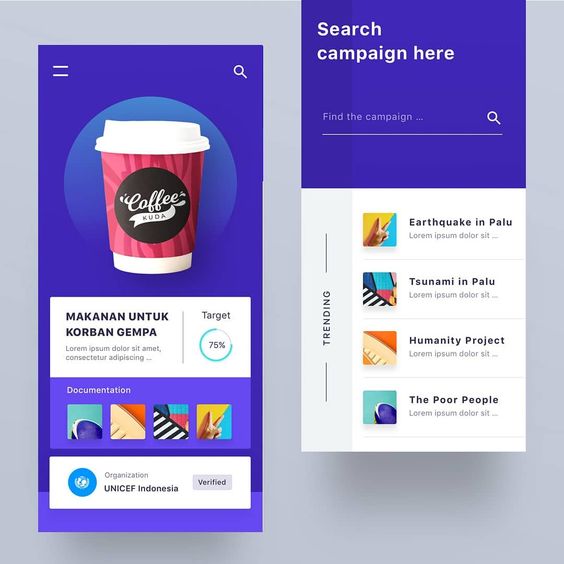 Coffee
KUDA
MAKANAN UNTUK
KORBAN GEMPA
Lorem ipsum dolor sit amet,
consectetur adipiscing ...
Target
75%
Documentation
Organization
UNICEF Indonesia
Verified
Search
campaign here
Find the campaign ...
TRENDING
Earthquake in Palu
Lorem ipsum dolor sit ...
Tsunami in Palu
Lorem ipsum dolor sit ...
Humanity Project
Lorem ipsum dolor sit ...
The Poor People
Lorem ipsum dolor sit ...